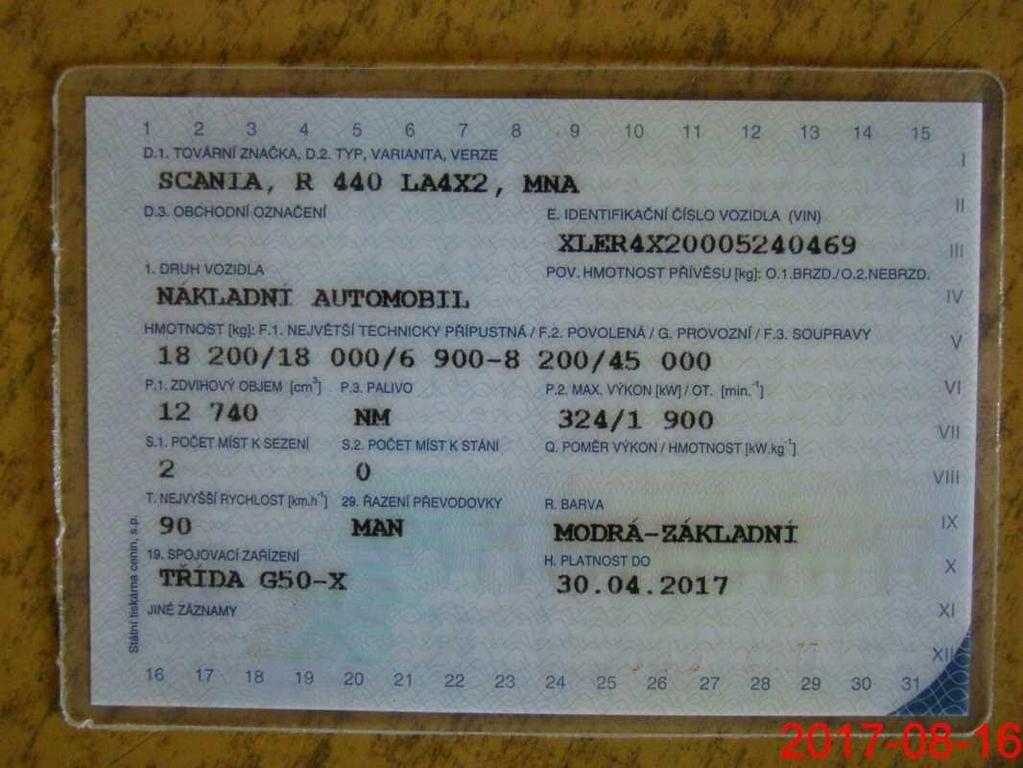 1 2 3 4 5 6 7 8 9 10 11 12 13 14 15
D.1. TOVÁRNÍ ZNAČKA, D.2. TYP, VARIANTA, VERZE I
SCANIA, R 440 LA4X2, MNA
D.3. OBCHODNÍ OZNAČENÍ E. IDENTIFIKAČNÍ ČÍSLO VOZIDLA (VIN) II
XLER4X20005240469 III
1. DRUH VOZIDLA POV. HMOTNOST PŘÍVĚSU [kg]: O.1.BRZD./O.2.NEBRZD.
NÁKLADNÍ AUTOMOBIL IV
HMOTNOST [kg]: F.1. NEJVĚTŠÍ TECHNICKY PŘÍPUSTNÁ / F.2. POVOLENÁ / G. PROVOZNÍ / F.3. SOUPRAVY V
18 200/18 000/6 900-8 200/45 000
P.1. ZDVIHOVÝ OBJEM [cm³] P.3. PALIVO P.2. MAX. VÝKON [kW] / OT. [min.⁻¹] VI
12 740 NM 324/1 900
S.1. POČET MÍST K SEZENÍ S.2. POČET MÍST K STÁNÍ Q. POMĚR VÝKON / HMOTNOST [kW.kg⁻¹] VII
2 0 VIII
T. NEJVYŠŠÍ RYCHLOST [km.h⁻¹] 29. ŘAZENÍ PŘEVODOVKY R. BARVA
90 MAN MODRÁ-ZÁKLADNÍ IX
19. SPOJOVACÍ ZAŘÍZENÍ H. PLATNOST DO
TŘÍDA G50-X 30.04.2017 X
JINÉ ZÁZNAMY XI
Státní tiskárna cenin, s.p.
XII
16 17 18 19 20 21 22 23 24 25 26 27 28 29 30 31
2017-08-16